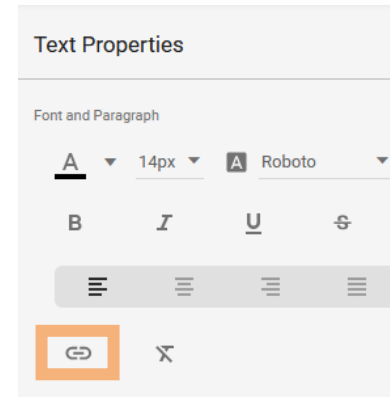 Text Properties
Font and Paragraph
A 14px A Roboto
B I U S